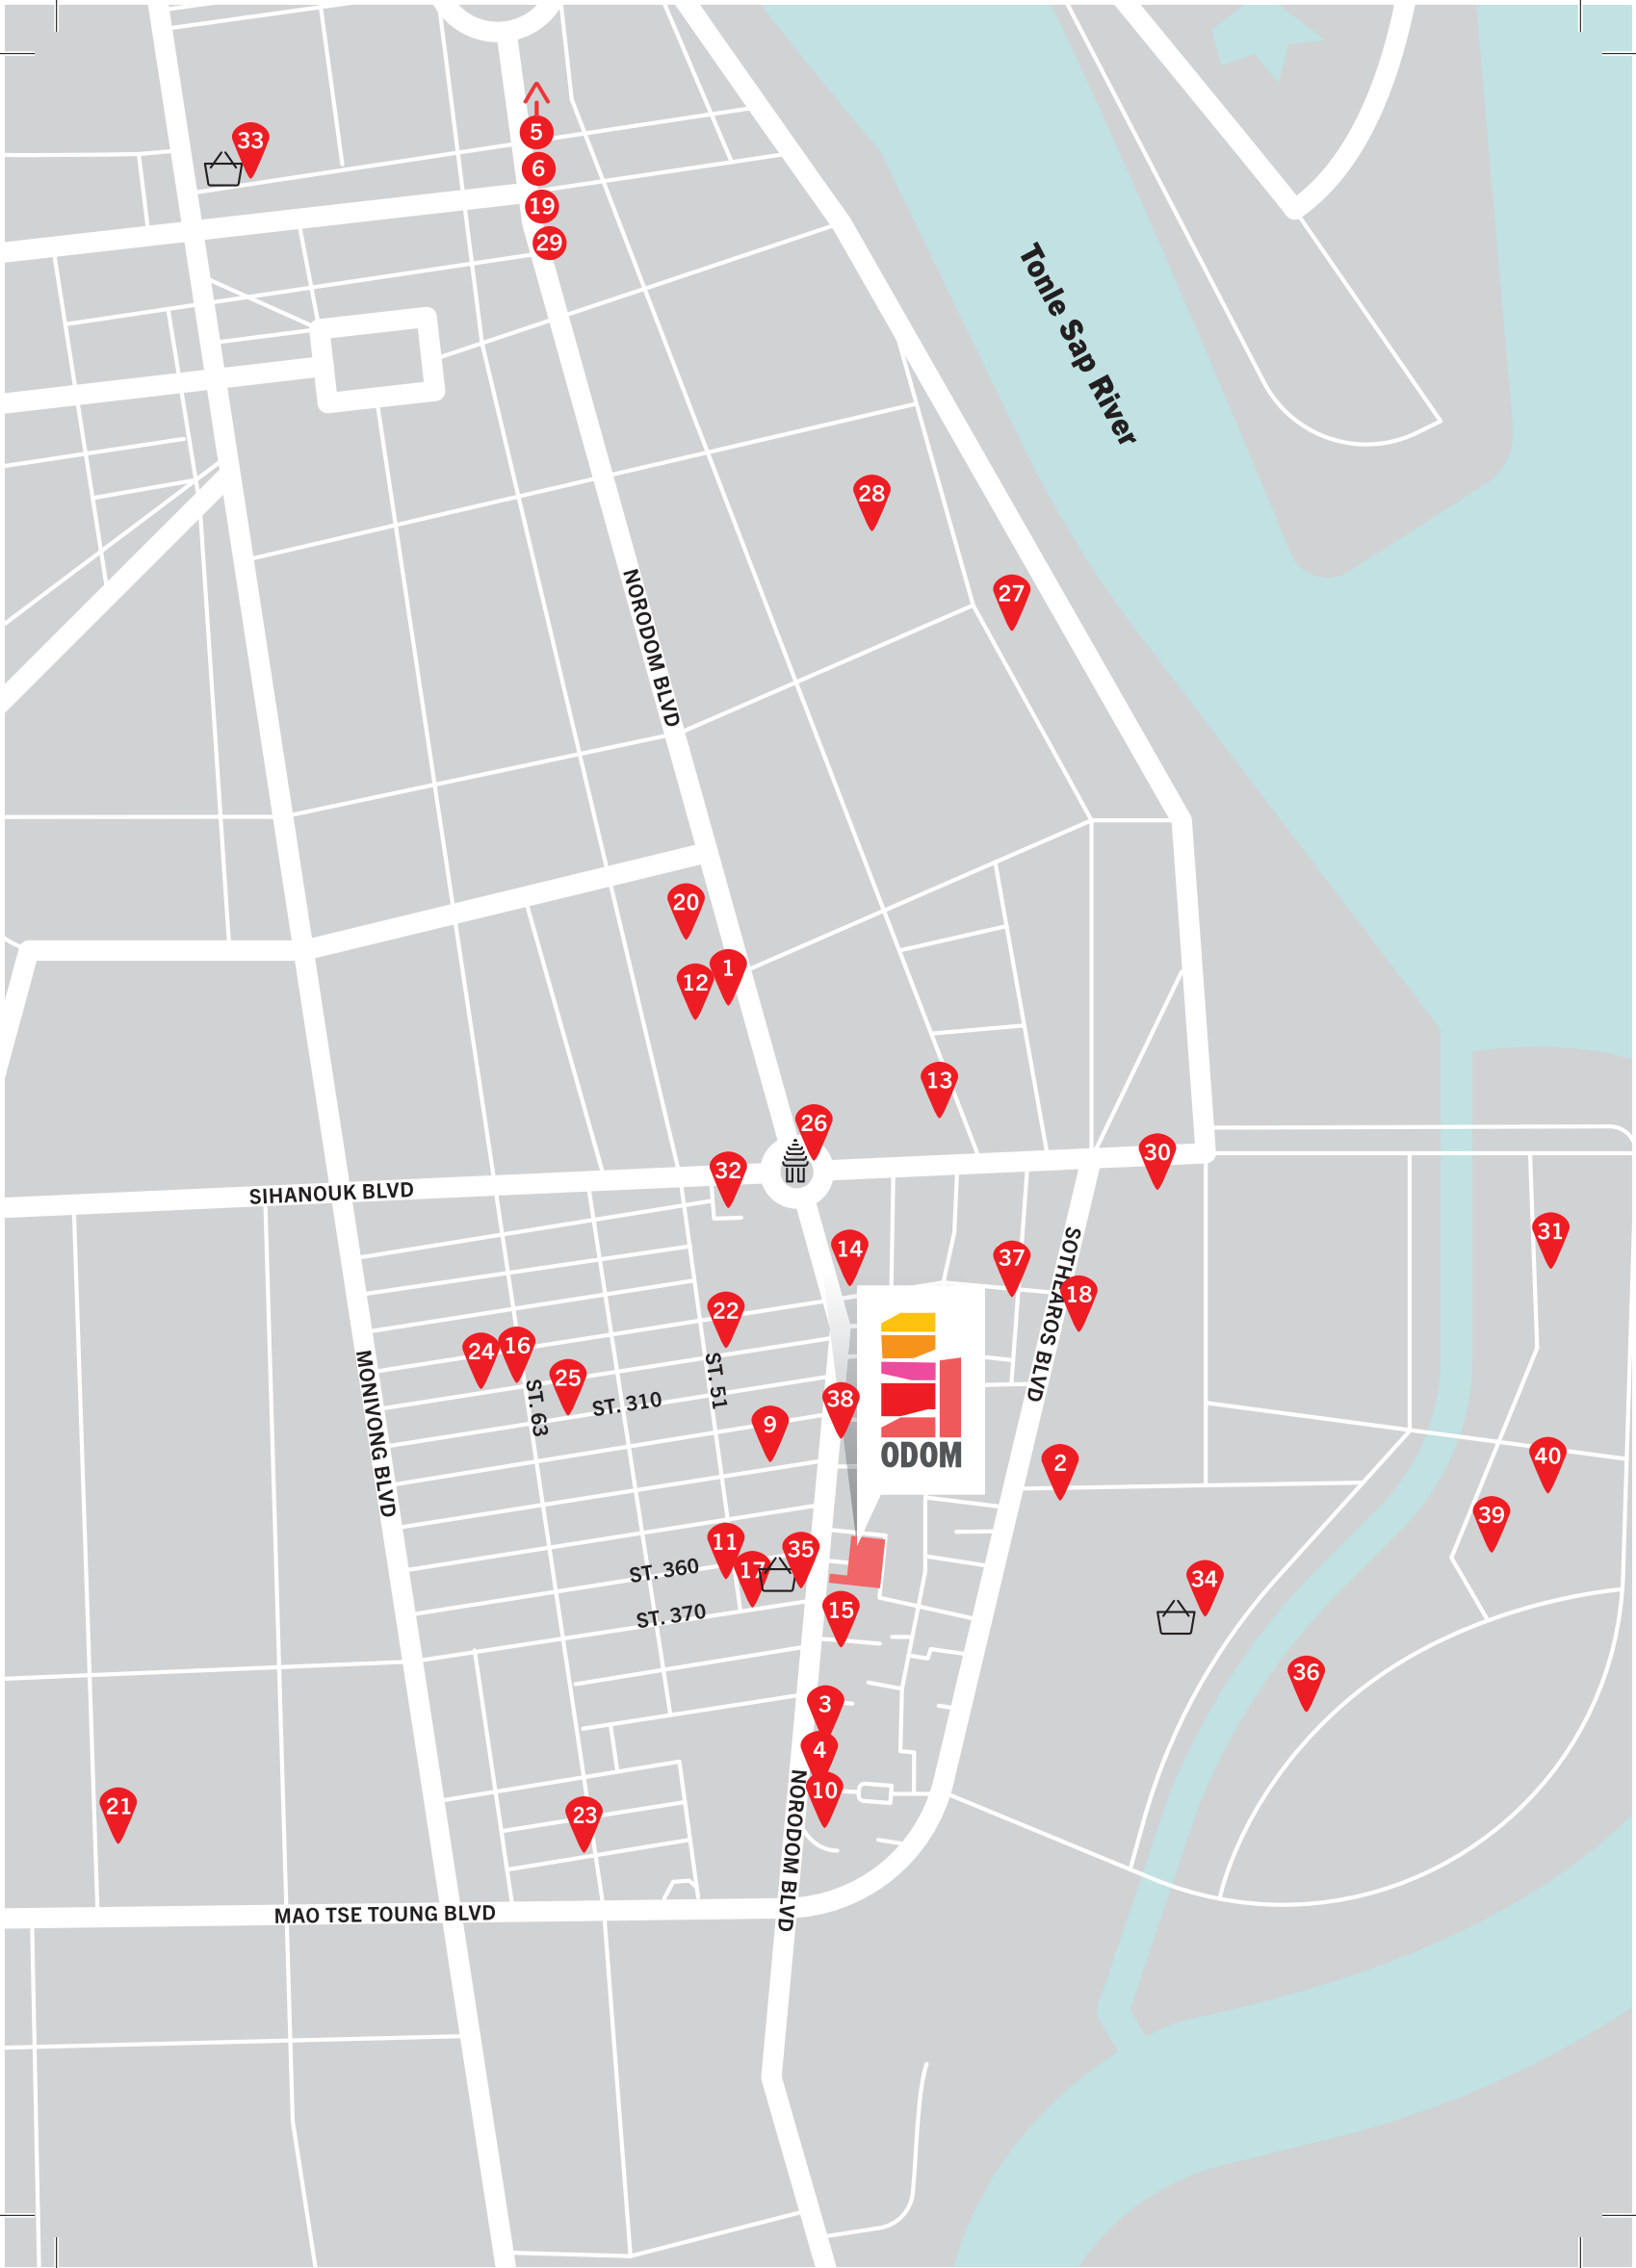 5
33
6
19
29
Tonle Sap River
28
27
NORODOM BLVD
20
1
12
13
26
30
32
SIHANOUK BLVD
31
14
37
SOTHEAROS BLVD
18
22
24
16
25
ST. 51
MONIVONG BLVD
ST. 63
ST. 310
38
9
ODOM
2
40
39
11
35
17
ST. 360
34
15
ST. 370
36
3
4
10
21
23
NORODOM BLVD
MAO TSE TOUNG BLVD